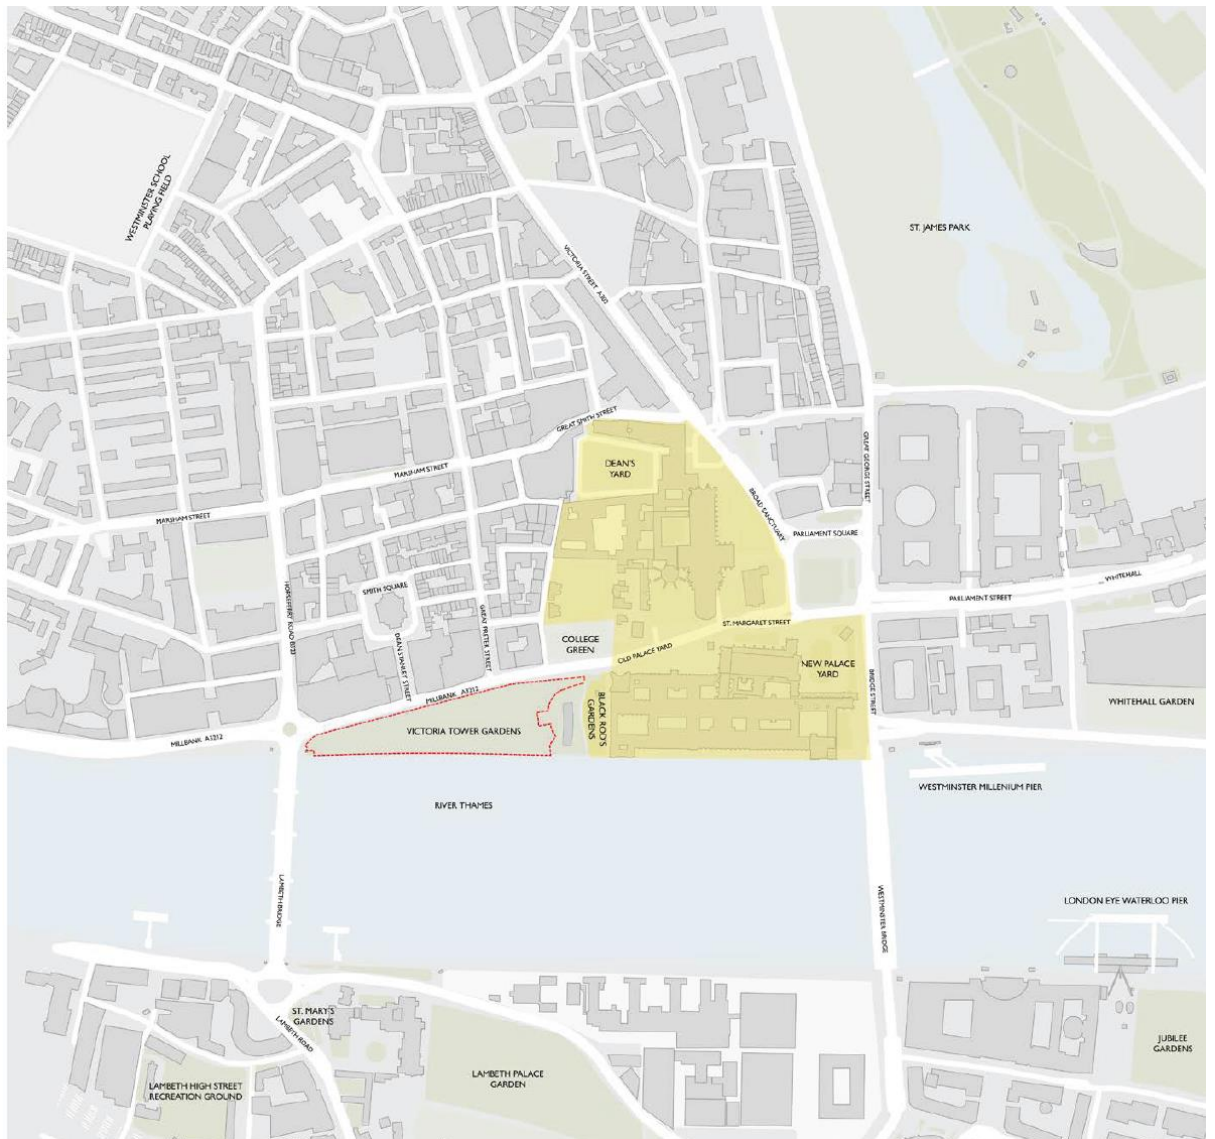 WESTMINSTER SCHOOL
PLAYING FIELD
ST. JAMES PARK
VICTORIA STREET A302
GREAT SMITH STREET
DEAN'S
YARD
GREAT GEORGE STREET
MARSHAM STREET
MARSHAM STREET
BROAD SANCTUARY
PARLIAMENT SQUARE
WHITEHALL
PARLIAMENT STREET
SMITH SQUARE
HORSEFERRY ROAD B323
ST. MARGARET STREET
GREAT PETER STREET
DEAN STANLEY STREET
COLLEGE
GREEN
OLD PALACE YARD
NEW PALACE
YARD
BRIDGE STREET
MILLBANK A3212
BLACK ROD'S
GARDENS
WHITEHALL GARDEN
VICTORIA TOWER GARDENS
MILLBANK A3212
WESTMINSTER MILLENIUM PIER
RIVER THAMES
LAMBETH BRIDGE
WESTMINSTER BRIDGE
LONDON EYE WATERLOO PIER
ST. MARY'S
GARDENS
LAMBETH ROAD
JUBILEE
GARDENS
LAMBETH PALACE
GARDEN
LAMBETH HIGH STREET
RECREATION GROUND